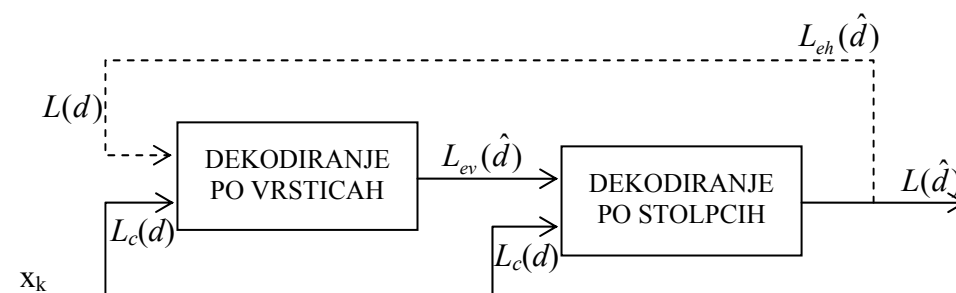 L_eh(d̂)
L(d)
DEKODIRANJE
PO VRSTICAH
L_ev(d̂)
DEKODIRANJE
PO STOLPCIH
L(d̂)
L_c(d)
L_c(d)
x_k